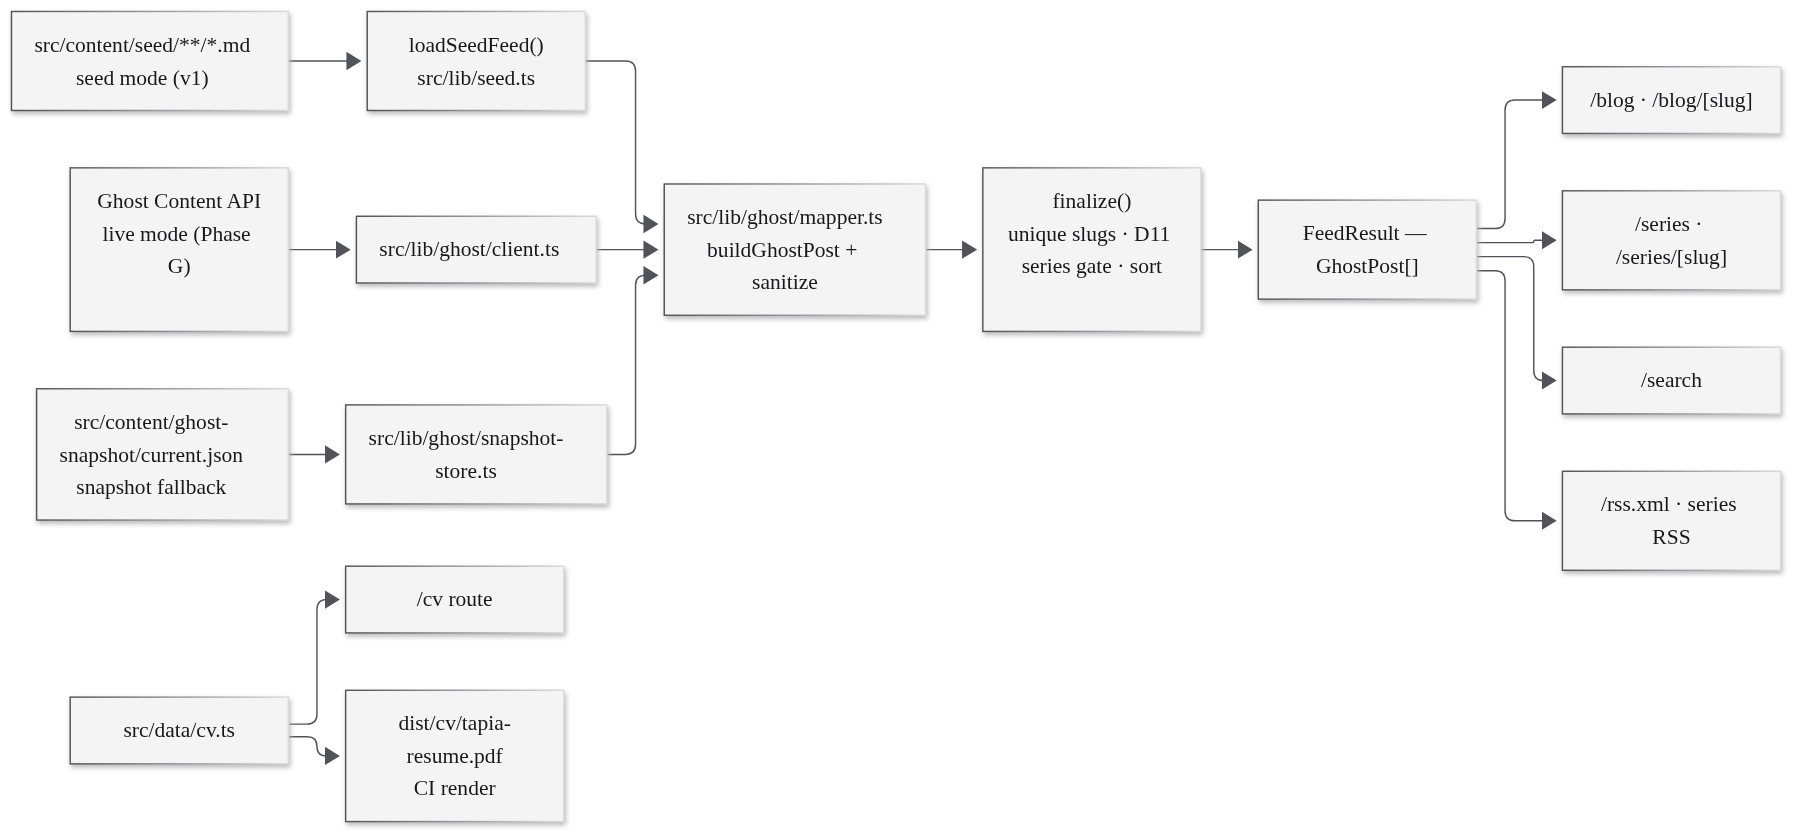 src/content/seed/**/*.md
seed mode (v1)
loadSeedFeed()
src/lib/seed.ts
Ghost Content API
live mode (Phase
G)
src/lib/ghost/client.ts
src/content/ghost-
snapshot/current.json
snapshot fallback
src/lib/ghost/snapshot-
store.ts
src/lib/ghost/mapper.ts
buildGhostPost +
sanitize
finalize()
unique slugs · D11
series gate · sort
FeedResult —
GhostPost[]
/blog · /blog/[slug]
/series ·
/series/[slug]
/search
/rss.xml · series
RSS
src/data/cv.ts
/cv route
dist/cv/tapia-
resume.pdf
CI render